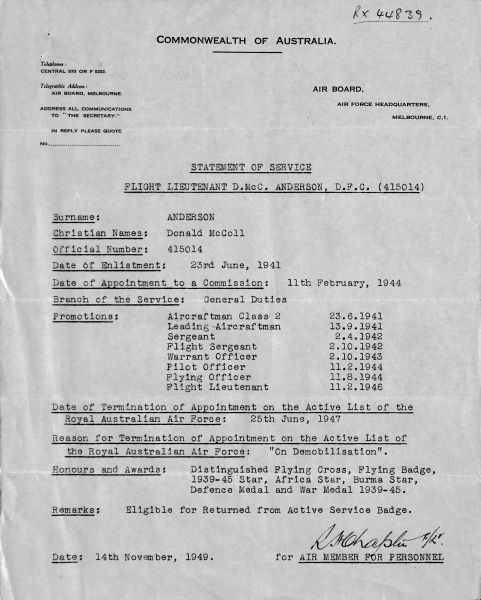 RX 44839.
COMMONWEALTH OF AUSTRALIA.
Telephone:
CENTRAL 970 OR F 0202.
Telegraphic Address:
AIR BOARD, MELBOURNE.
ADDRESS ALL COMMUNICATIONS
TO "THE SECRETARY."
IN REPLY PLEASE QUOTE
No.
AIR BOARD,
AIR FORCE HEADQUARTERS,
MELBOURNE, C.1.
STATEMENT OF SERVICE
FLIGHT LIEUTENANT D.McC. ANDERSON, D.F.C. (415014)
Surname: ANDERSON
Christian Names: Donald McColl
Official Number: 415014
Date of Enlistment: 23rd June, 1941
Date of Appointment to a Commission: 11th February, 1944
Branch of the Service: General Duties
Promotions: Aircraftman Class 2 23.6.1941
Leading Aircraftman 13.9.1941
Sergeant 2.4.1942
Flight Sergeant 2.10.1942
Warrant Officer 2.10.1943
Pilot Officer 11.2.1944
Flying Officer 11.8.1944
Flight Lieutenant 11.2.1946
Date of Termination of Appointment on the Active List of the
Royal Australian Air Force: 25th June, 1947
Reason for Termination of Appointment on the Active List of
the Royal Australian Air Force: "On Demobilisation".
Honours and Awards: Distinguished Flying Cross, Flying Badge,
1939-45 Star, Africa Star, Burma Star,
Defence Medal and War Medal 1939-45.
Remarks: Eligible for Returned from Active Service Badge.
Date: 14th November, 1949. for AIR MEMBER FOR PERSONNEL